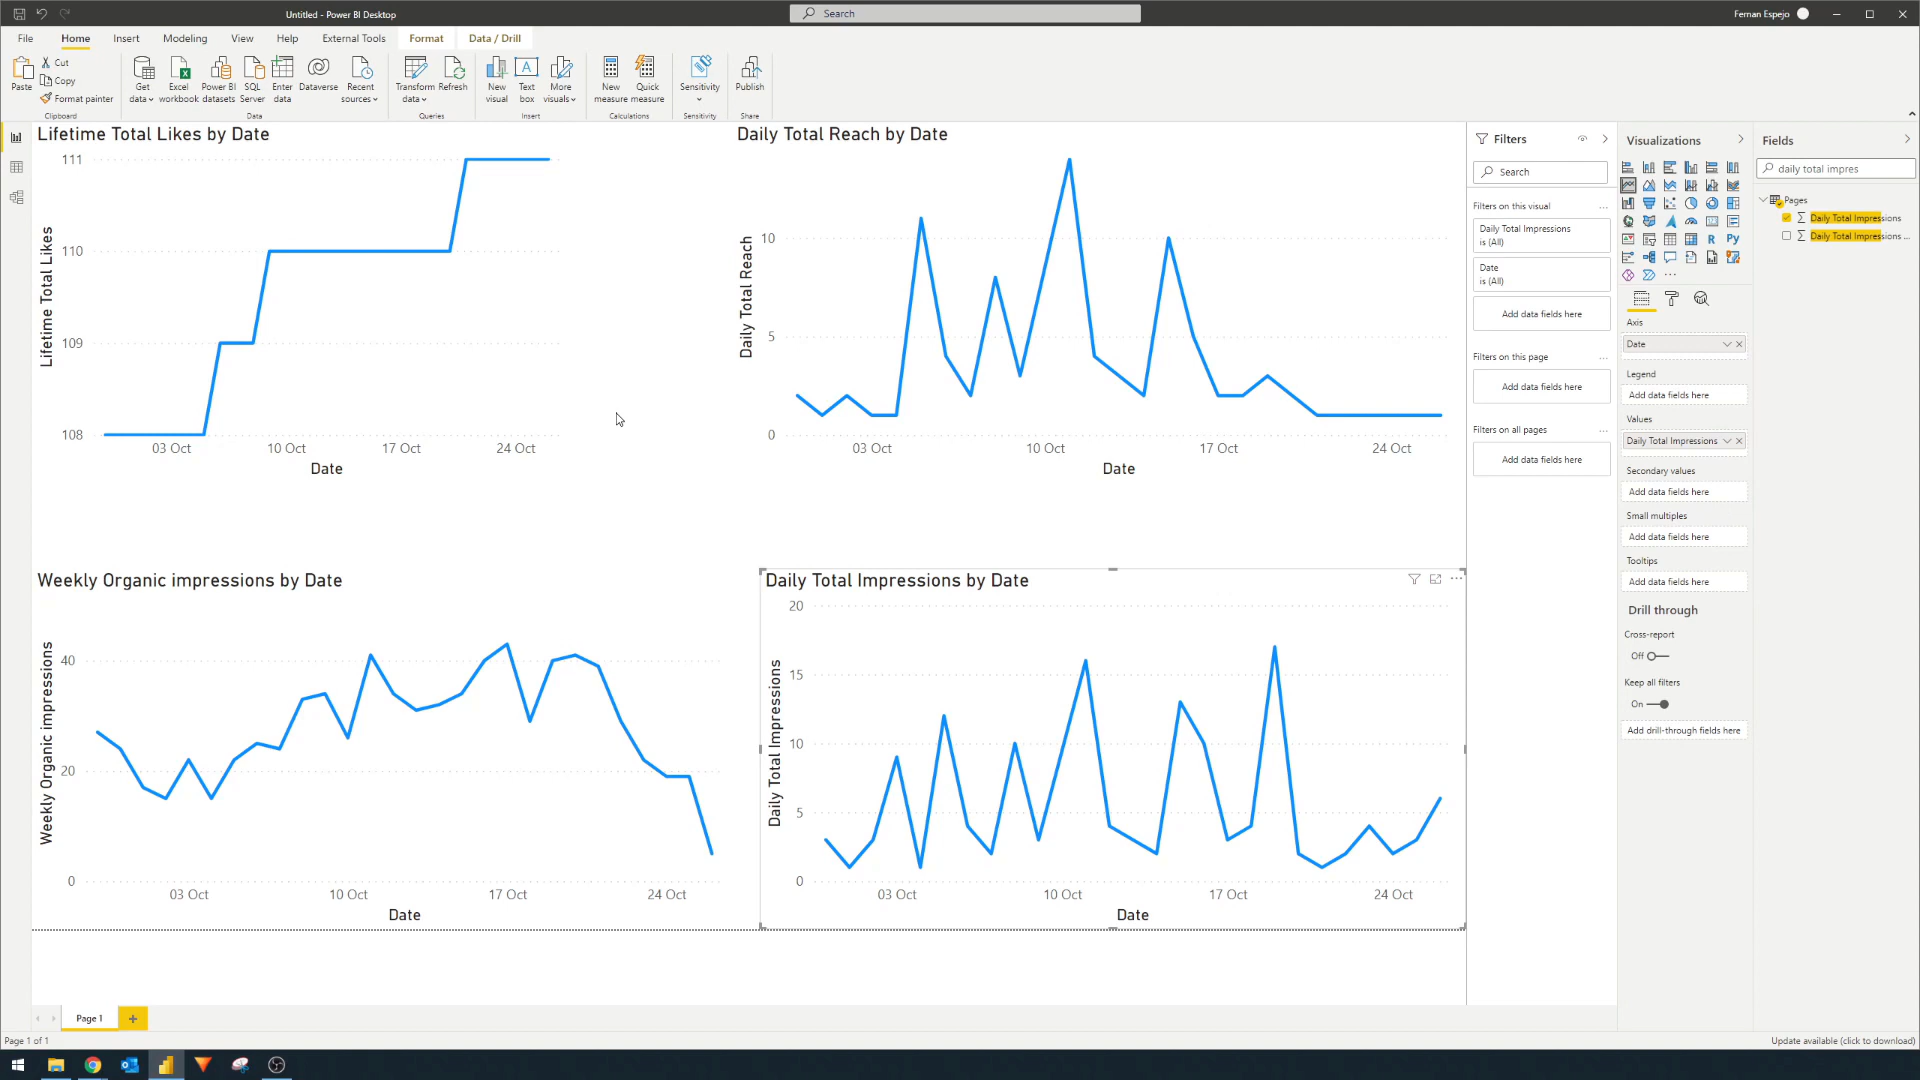 Untitled - Power BI Desktop
Search
Fernan Espejo
File
Home
Insert
Modeling
View
Help
External Tools
Format
Data / Drill
Paste
Cut
Copy
Format painter
Get data
Excel workbook
Power BI datasets
SQL Server
Enter data
Dataverse
Recent sources
Transform data
Refresh
New visual
Text box
More visuals
New measure
Quick measure
Sensitivity
Publish
Clipboard
Data
Queries
Insert
Calculations
Sensitivity
Share
Lifetime Total Likes by Date
Lifetime Total Likes
111
110
109
108
03 Oct
10 Oct
17 Oct
24 Oct
Date
Daily Total Reach by Date
Daily Total Reach
10
5
0
03 Oct
10 Oct
17 Oct
24 Oct
Date
Weekly Organic impressions by Date
Weekly Organic impressions
40
20
0
03 Oct
10 Oct
17 Oct
24 Oct
Date
Daily Total Impressions by Date
Daily Total Impressions
20
15
10
5
0
03 Oct
10 Oct
17 Oct
24 Oct
Date
Filters
Search
Filters on this visual
...
Daily Total Impressions
is (All)
Date
is (All)
Add data fields here
Filters on this page
...
Add data fields here
Filters on all pages
...
Add data fields here
Visualizations
R
Py
...
Axis
Date
Legend
Add data fields here
Values
Daily Total Impressions
Secondary values
Add data fields here
Small multiples
Add data fields here
Tooltips
Add data fields here
Drill through
Cross-report
Off
Keep all filters
On
Add drill-through fields here
Fields
daily total impres
Pages
Daily Total Impressions
Daily Total Impressions ...
Page 1
Page 1 of 1
Update available (click to download)